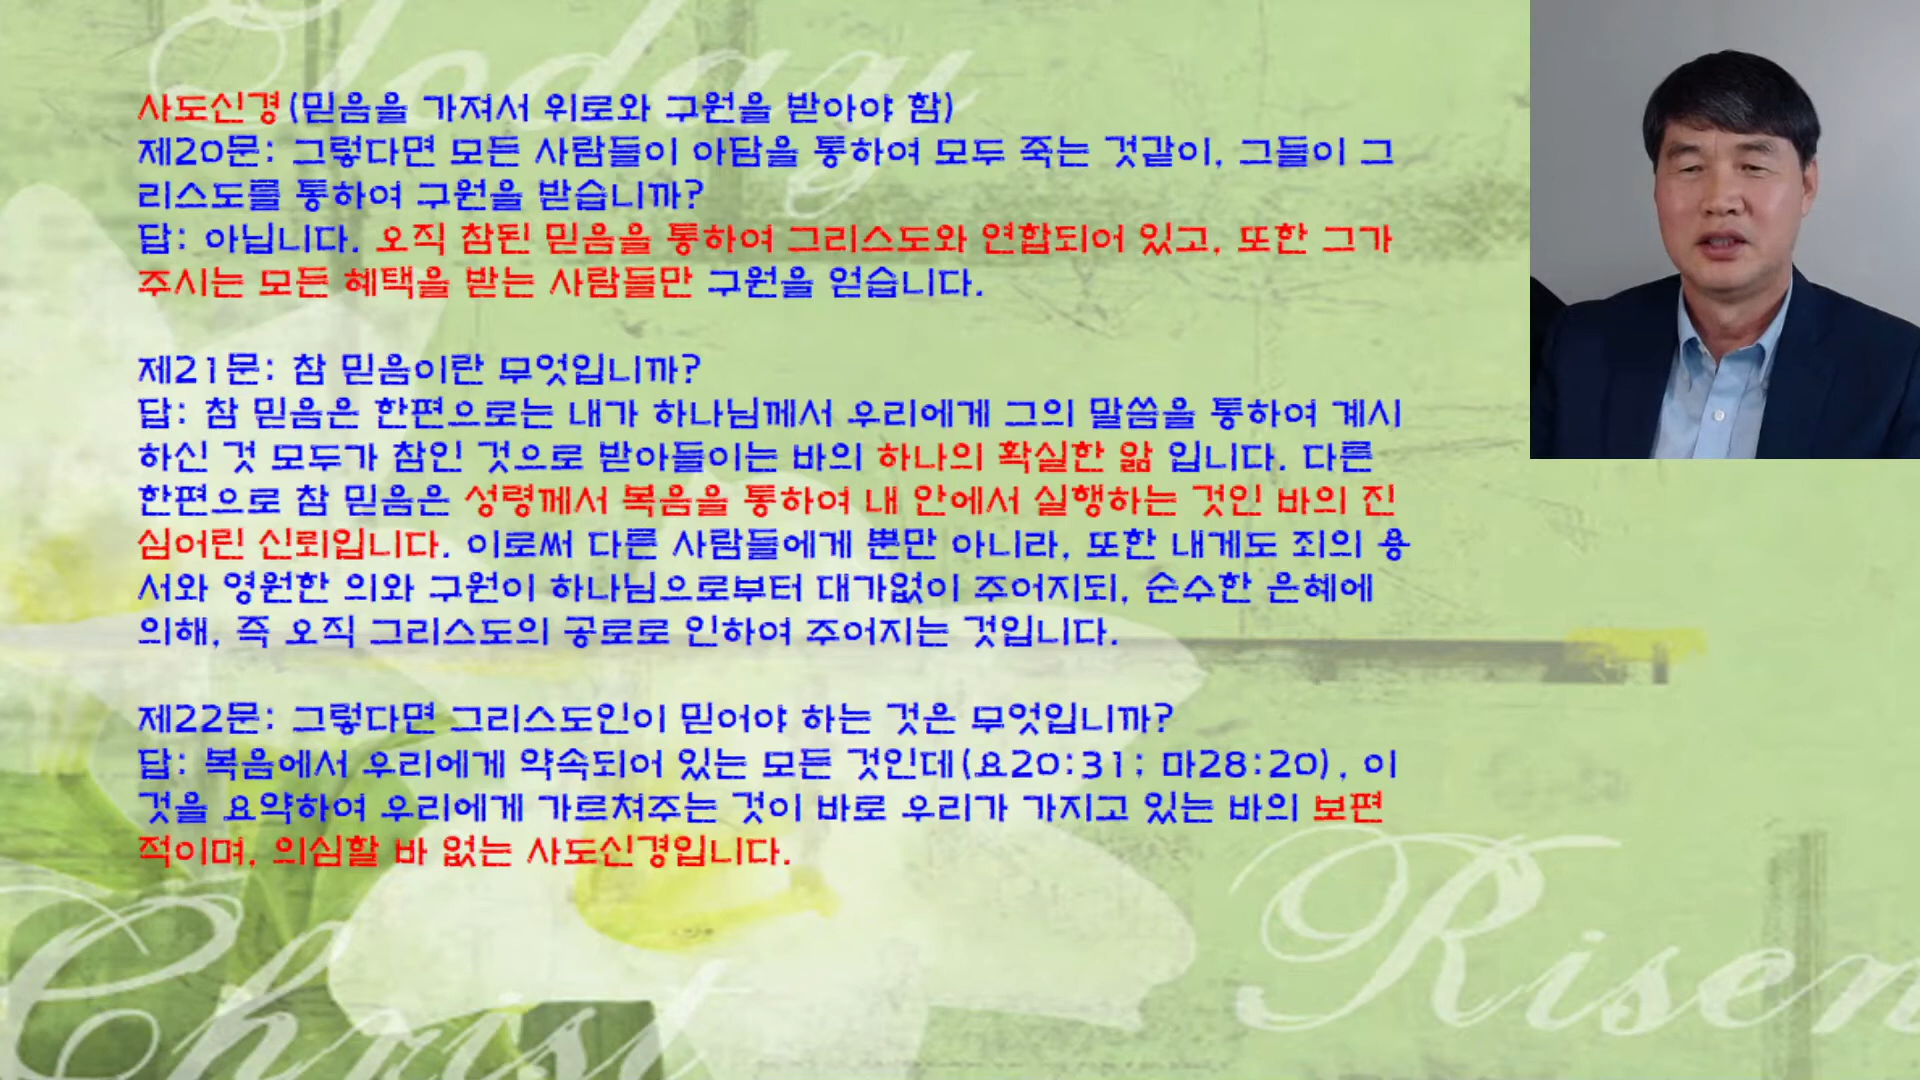 Today
사도신경(믿음을 가져서 위로와 구원을 받아야 함)
제20문: 그렇다면 모든 사람들이 아담을 통하여 모두 죽는 것같이, 그들이 그
리스도를 통하여 구원을 받습니까?
답: 아닙니다. 오직 참된 믿음을 통하여 그리스도와 연합되어 있고, 또한 그가
주시는 모든 혜택을 받는 사람들만 구원을 얻습니다.
제21문: 참 믿음이란 무엇입니까?
답: 참 믿음은 한편으로는 내가 하나님께서 우리에게 그의 말씀을 통하여 계시
하신 것 모두가 참인 것으로 받아들이는 바의 하나의 확실한 앎 입니다. 다른
한편으로 참 믿음은 성령께서 복음을 통하여 내 안에서 실행하는 것인 바의 진
심어린 신뢰입니다. 이로써 다른 사람들에게 뿐만 아니라, 또한 내게도 죄의 용
서와 영원한 의와 구원이 하나님으로부터 대가없이 주어지되, 순수한 은혜에
의해, 즉 오직 그리스도의 공로로 인하여 주어지는 것입니다.
제22문: 그렇다면 그리스도인이 믿어야 하는 것은 무엇입니까?
답: 복음에서 우리에게 약속되어 있는 모든 것인데(요20:31; 마28:20), 이
것을 요약하여 우리에게 가르쳐주는 것이 바로 우리가 가지고 있는 바의 보편
적이며, 의심할 바 없는 사도신경입니다.
Christ
Risen